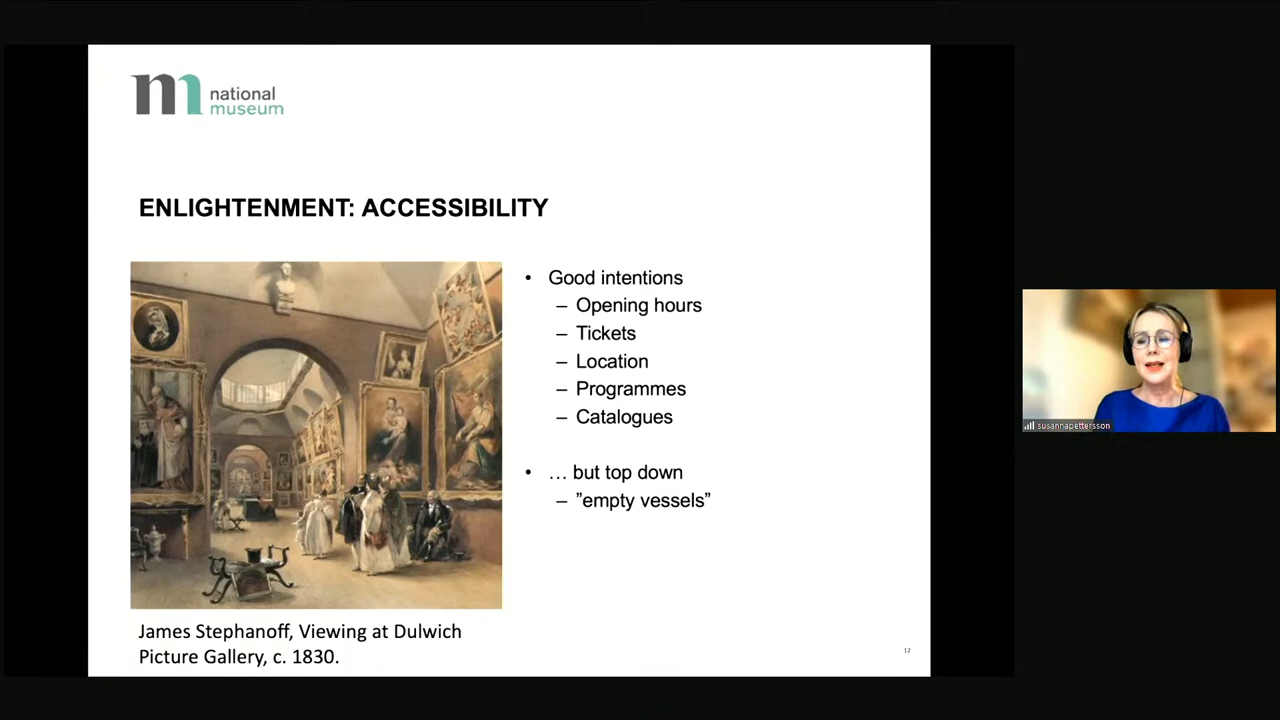 national
museum
ENLIGHTENMENT: ACCESSIBILITY
• Good intentions
– Opening hours
– Tickets
– Location
– Programmes
– Catalogues
• … but top down
– ”empty vessels”
James Stephanoff, Viewing at Dulwich
Picture Gallery, c. 1830.
12
susannapettersson